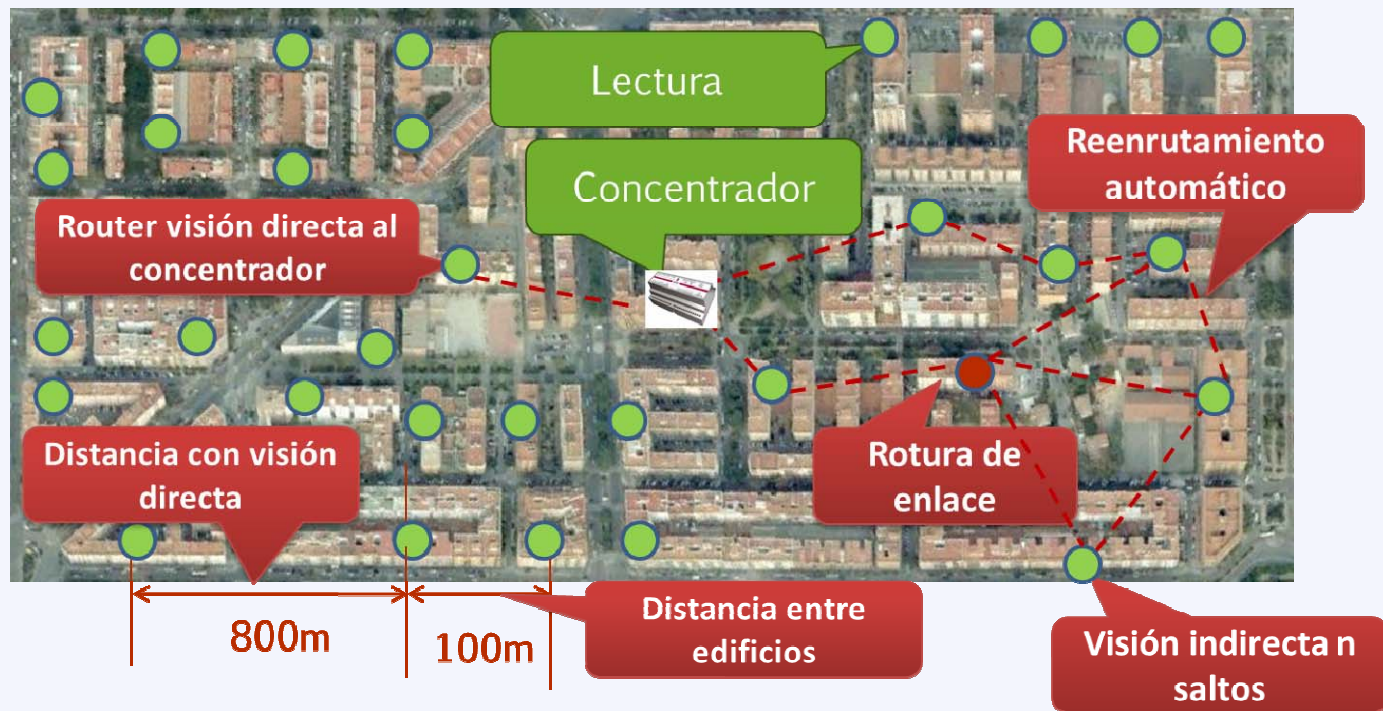 Lectura
Concentrador
Reenrutamiento
automático
Router visión directa al
concentrador
Distancia con visión
directa
Rotura de
enlace
800m
100m
Distancia entre
edificios
Visión indirecta n
saltos